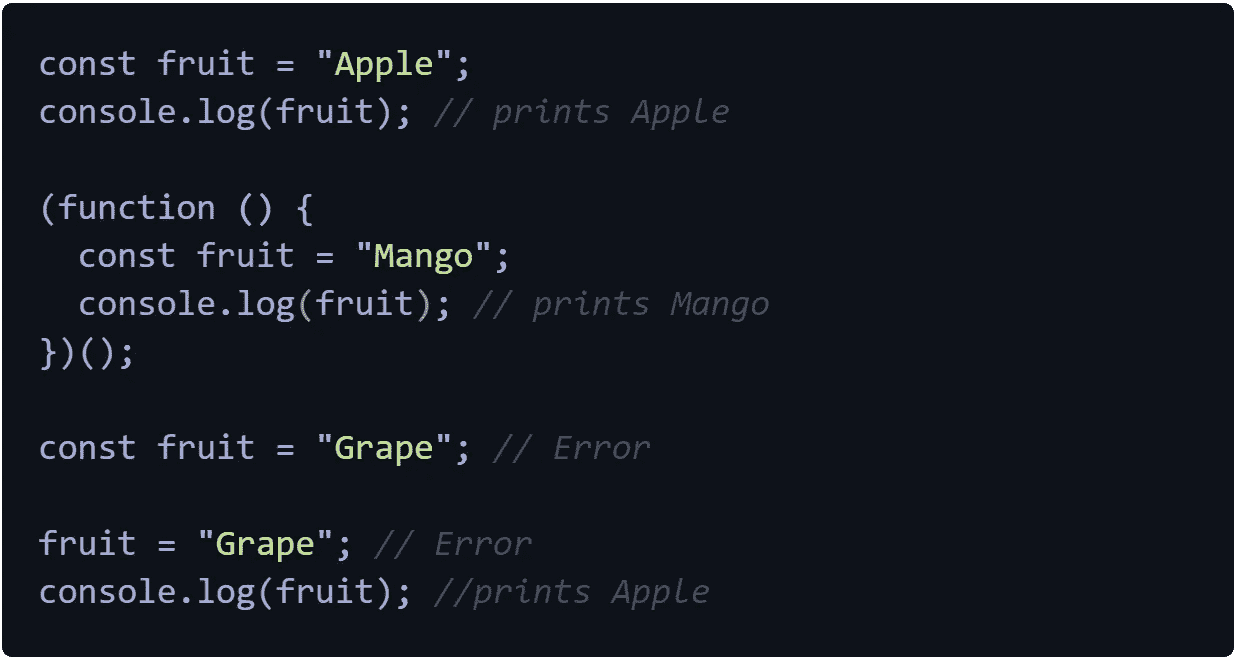 const fruit = "Apple";
console.log(fruit); // prints Apple
(function () {
  const fruit = "Mango";
  console.log(fruit); // prints Mango
})();
const fruit = "Grape"; // Error
fruit = "Grape"; // Error
console.log(fruit); //prints Apple